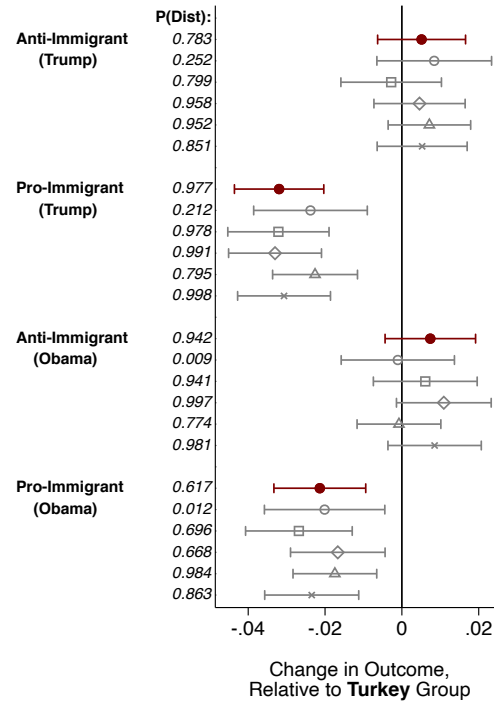 P(Dist):
Anti-Immigrant 0.783
(Trump) 0.252
0.799
0.958
0.952
0.851
Pro-Immigrant 0.977
(Trump) 0.212
0.978
0.991
0.795
0.998
Anti-Immigrant 0.942
(Obama) 0.009
0.941
0.997
0.774
0.981
Pro-Immigrant 0.617
(Obama) 0.012
0.696
0.668
0.984
0.863
-.04 -.02 0 .02
Change in Outcome,
Relative to Turkey Group